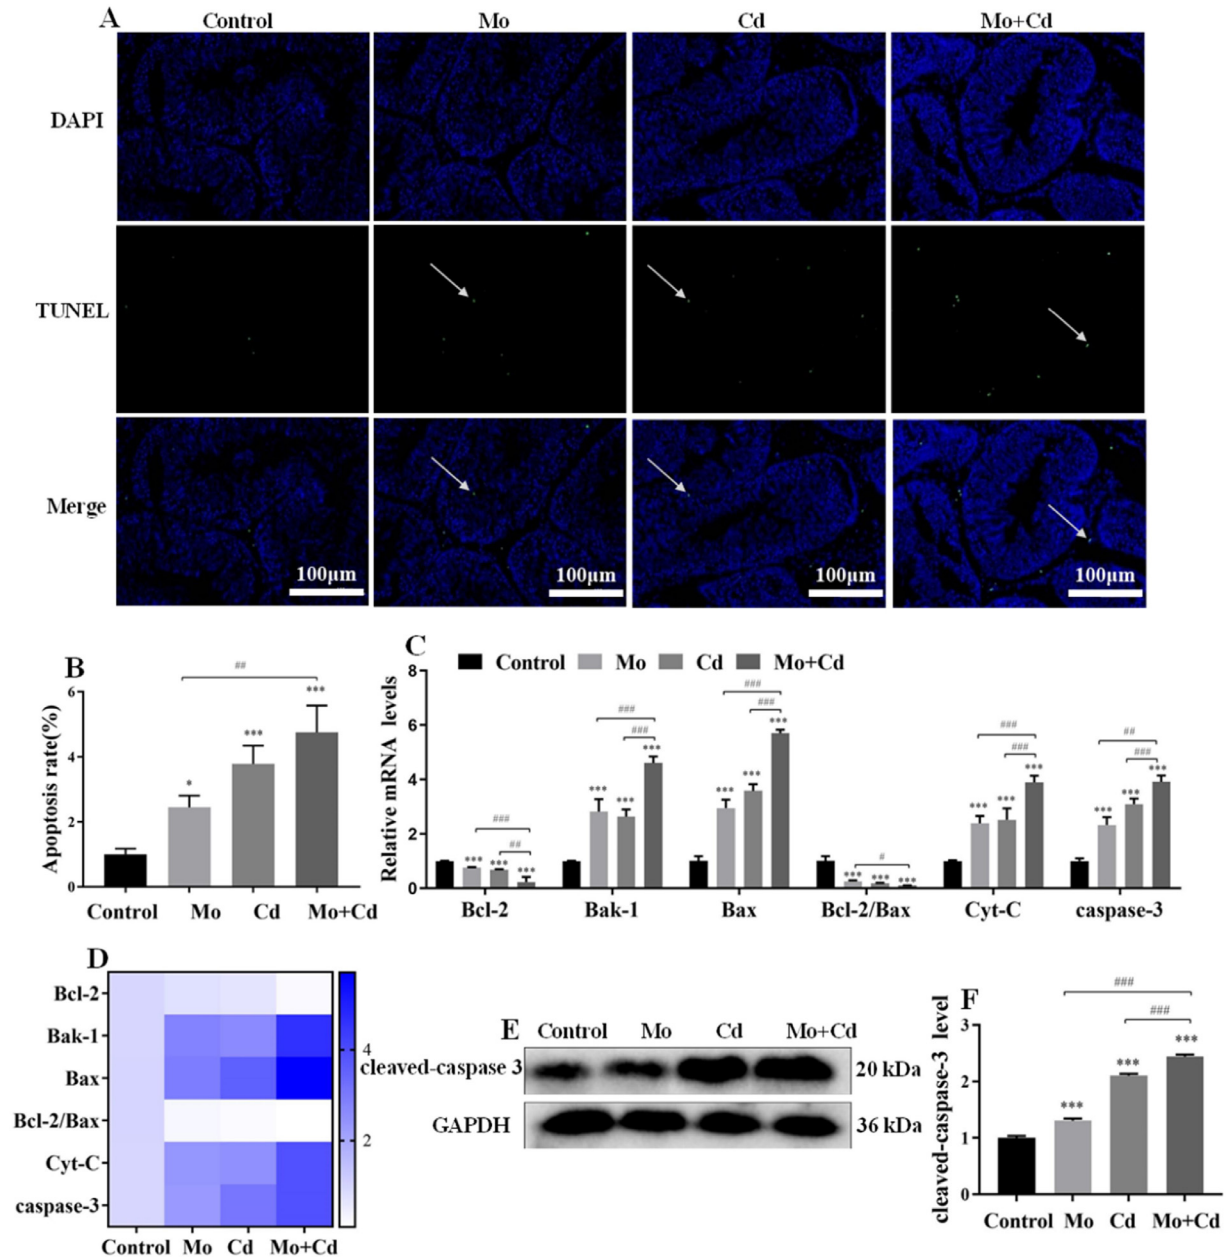 A
Control Mo Cd Mo+Cd
DAPI
TUNEL
Merge
100μm 100μm 100μm 100μm
B
##
***
***
*
Apoptosis rate(%)
6
4
2
0
Control Mo Cd Mo+Cd
C
Control Mo Cd Mo+Cd
Relative mRNA levels
8
6
4
2
0
### ## *** *** ***
### ### *** *** ***
### ### *** *** ***
# *** *** ***
### ### *** *** ***
## ### *** *** ***
Bcl-2 Bak-1 Bax Bcl-2/Bax Cyt-C caspase-3
D
Bcl-2
Bak-1
Bax
Bcl-2/Bax
Cyt-C
caspase-3
4
2
Control Mo Cd Mo+Cd
E
Control Mo Cd Mo+Cd
cleaved-caspase 3 20 kDa
GAPDH 36 kDa
F
###
###
***
***
***
cleaved-caspase-3 level
3
2
1
0
Control Mo Cd Mo+Cd